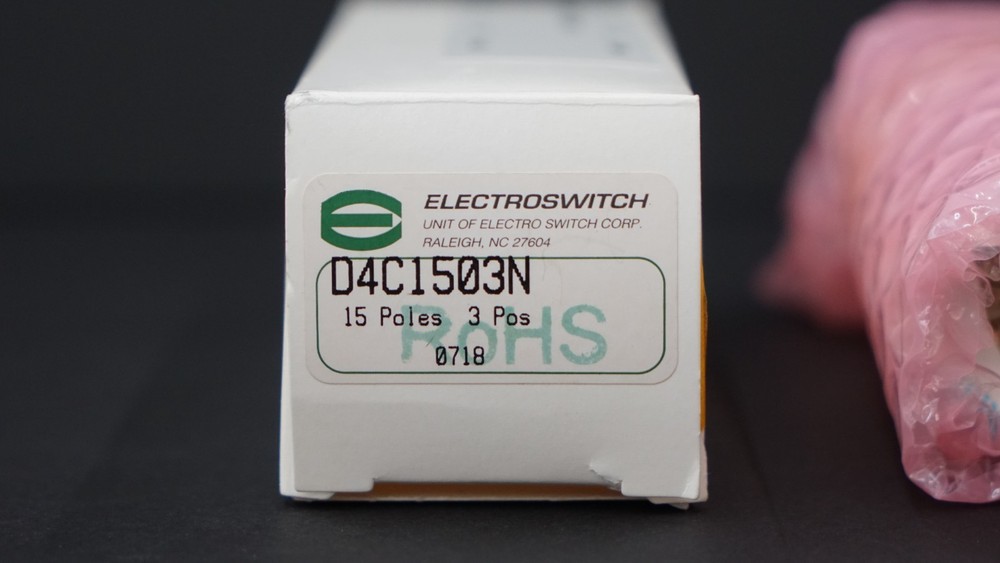 ELECTROSWITCH
UNIT OF ELECTRO SWITCH CORP.
RALEIGH, NC 27604
D4C1503N
15 Poles 3 Pos
RoHS
0718